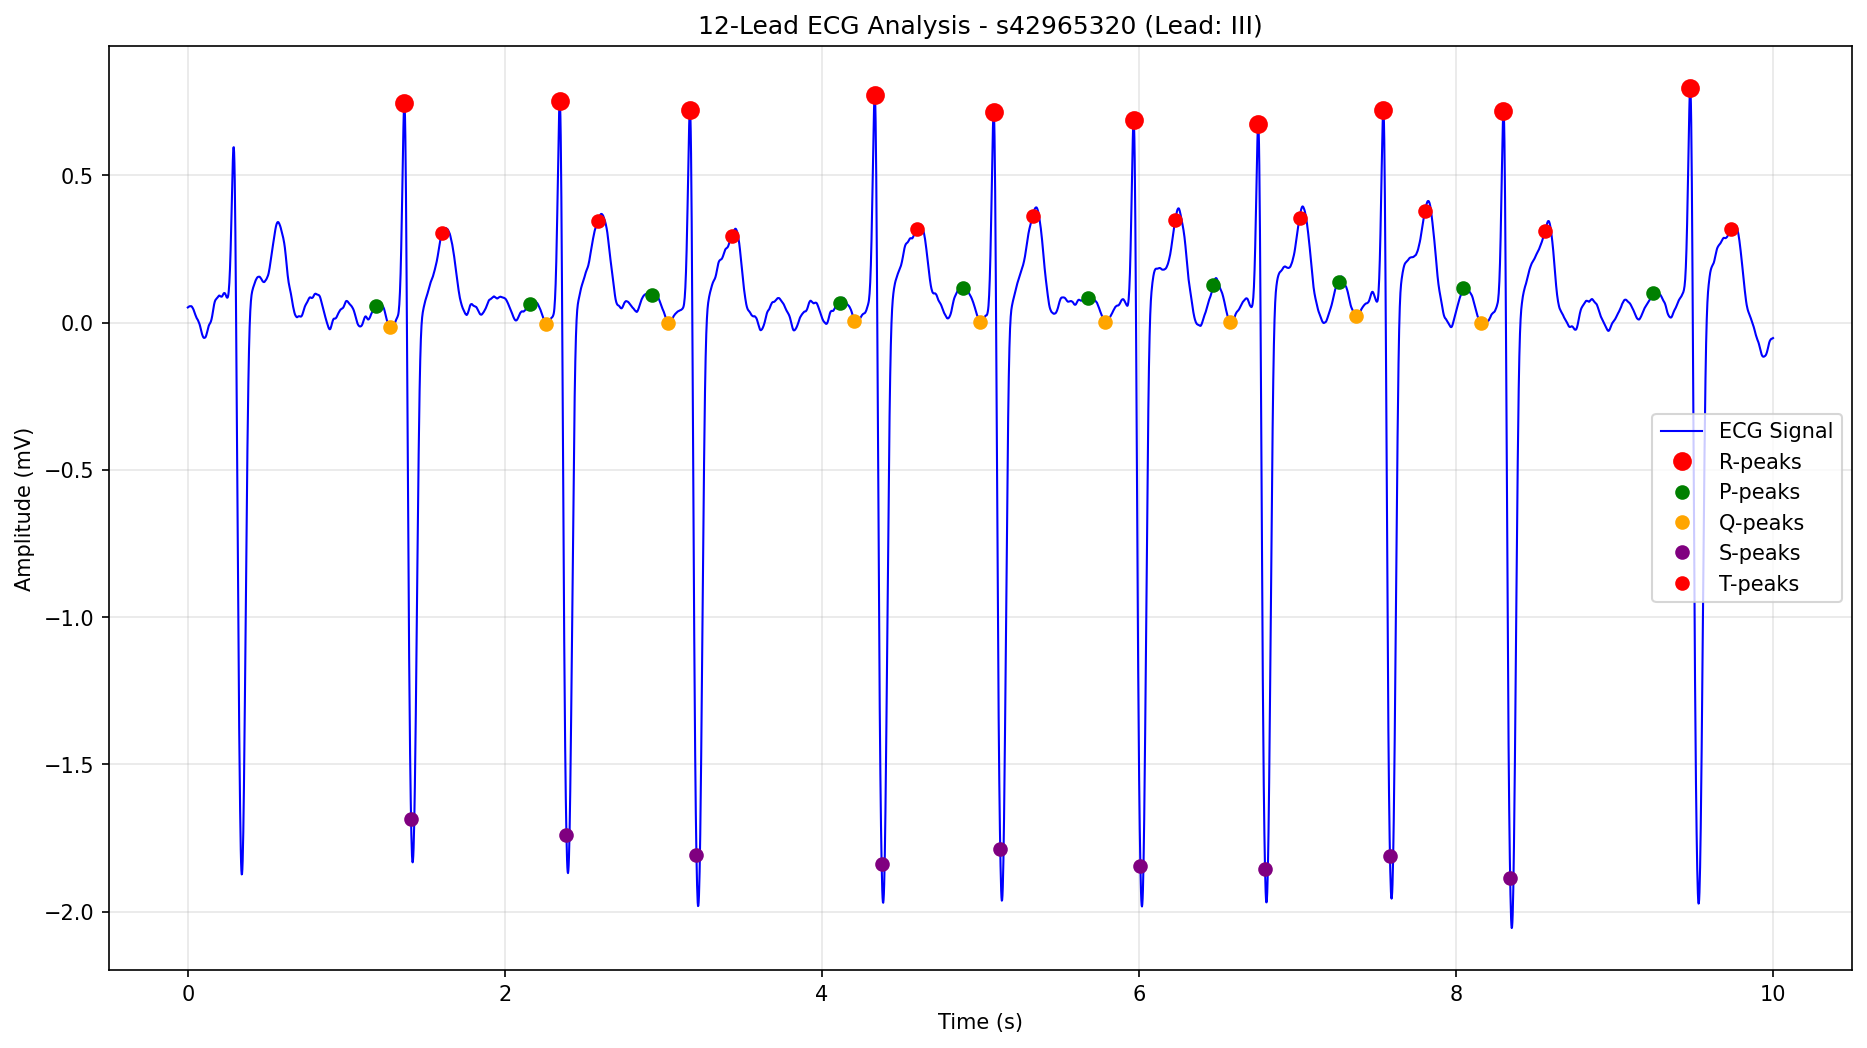 12-Lead ECG Analysis - s42965320 (Lead: III)
Amplitude (mV)
0.5
0.0
−0.5
−1.0
−1.5
−2.0
ECG Signal
R-peaks
P-peaks
Q-peaks
S-peaks
T-peaks
0 2 4 6 8 10
Time (s)